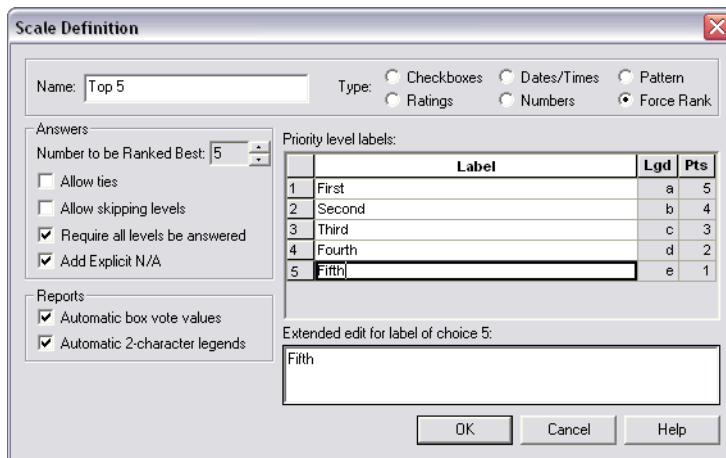 Scale Definition
Name: Top 5
Type: Checkboxes Dates/Times Pattern
Ratings Numbers Force Rank
Answers
Number to be Ranked Best: 5
Allow ties
Allow skipping levels
Require all levels be answered
Add Explicit N/A
Reports
Automatic box vote values
Automatic 2-character legends
Priority level labels:
Label Lgd Pts
1 First a 5
2 Second b 4
3 Third c 3
4 Fourth d 2
5 Fifth e 1
Extended edit for label of choice 5:
Fifth
OK Cancel Help